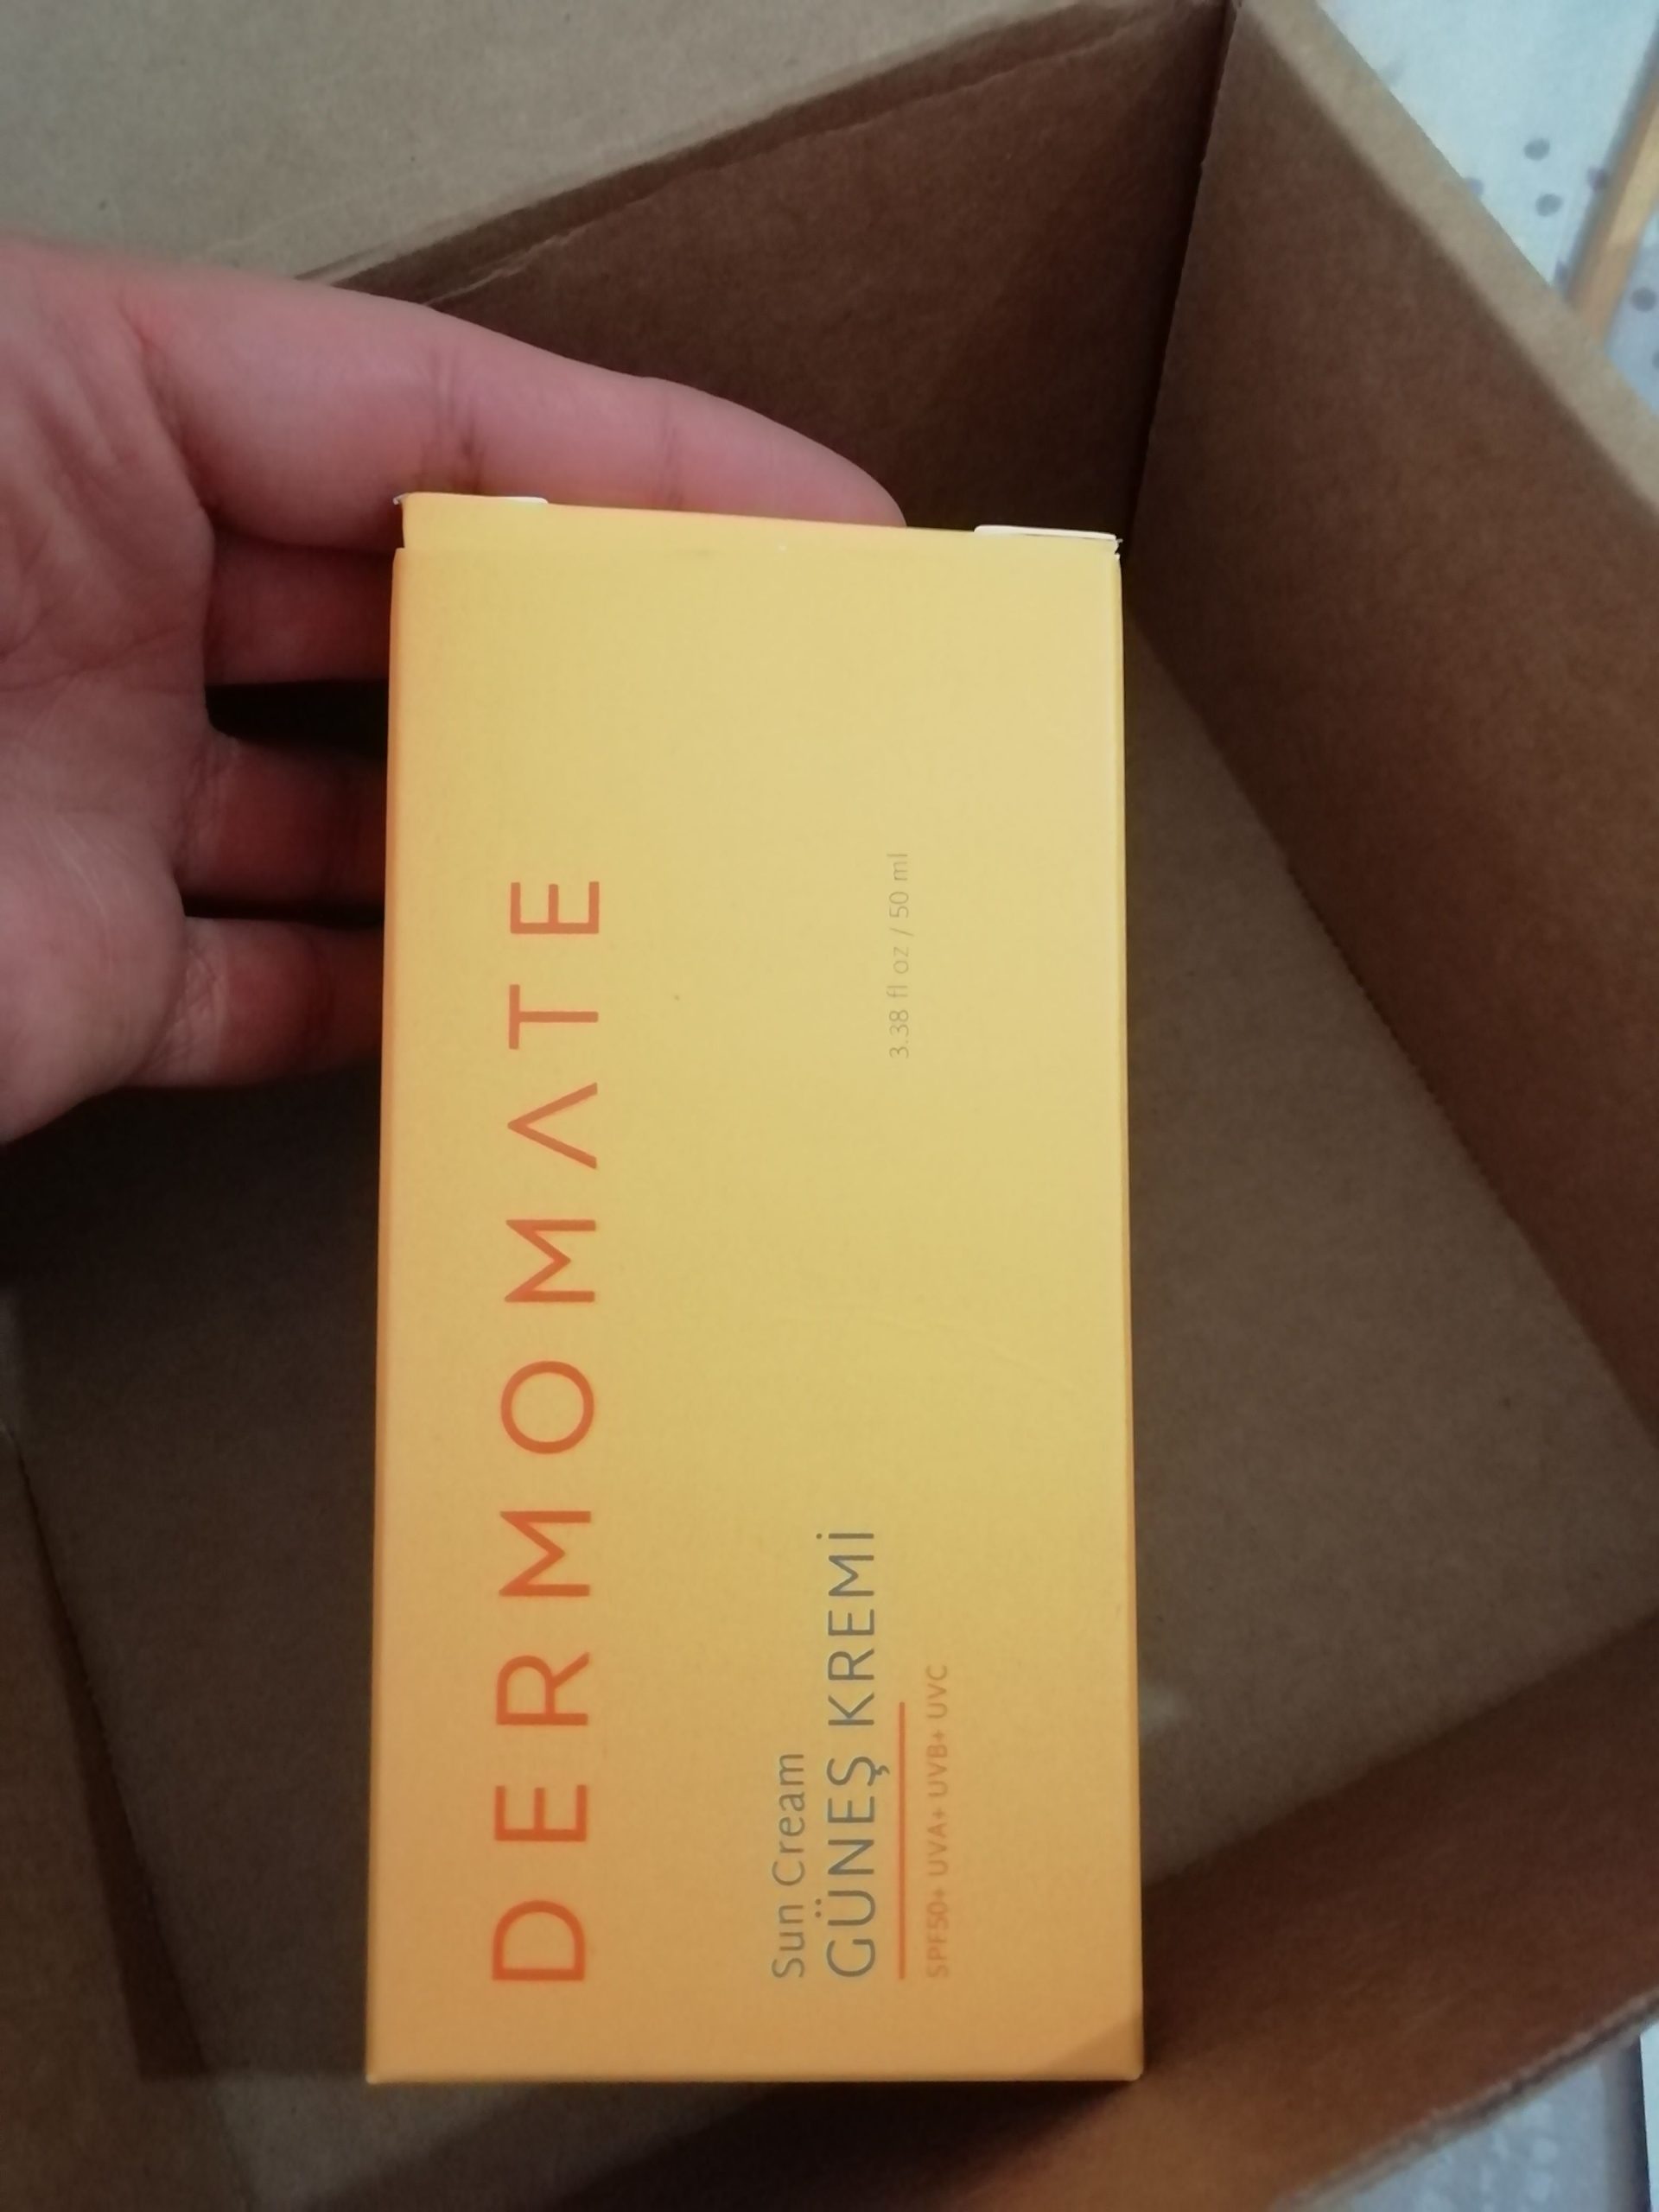 DERMOMATE
Sun Cream
GÜNEŞ KREMİ
SPF50+ UVA+ UVB+ UVC
3.38 fl oz / 50 ml